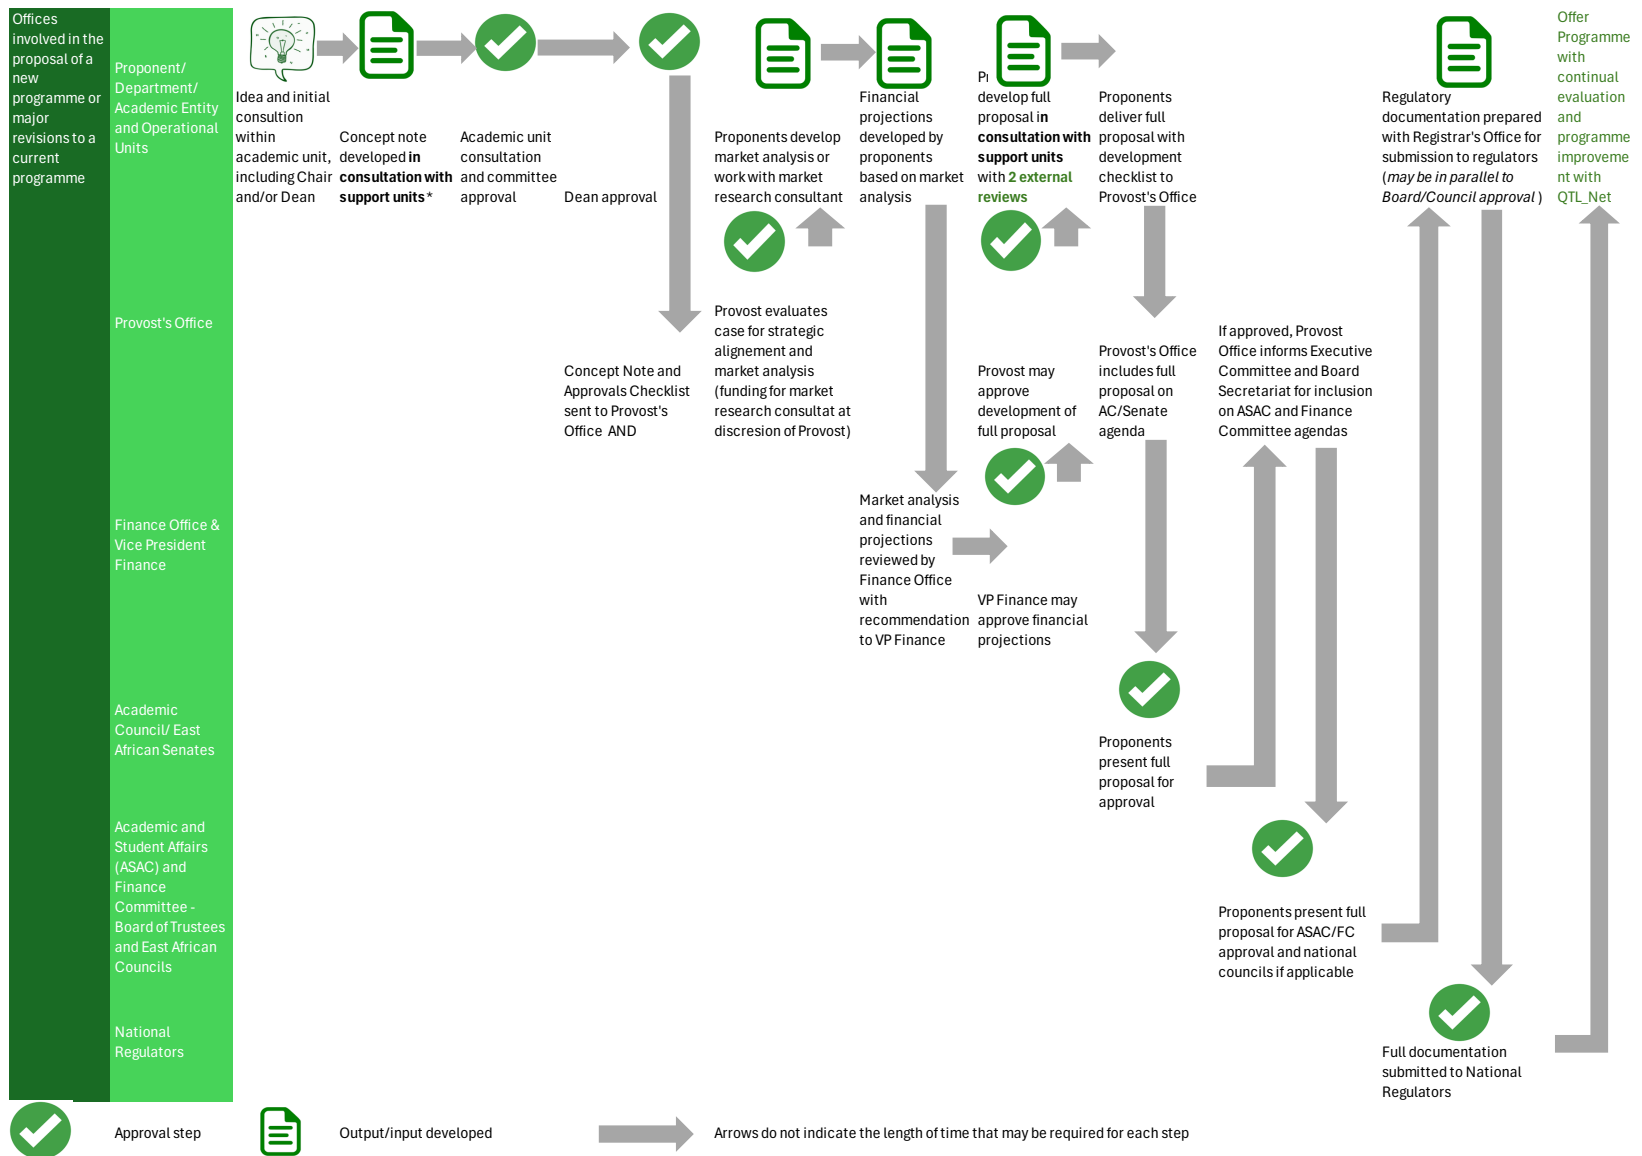 Offices
involved in the
proposal of a
new
programme or
major
revisions to a
current
programme
Proponent/
Department/
Academic Entity
and Operational
Units
Idea and initial
consultion
within
academic unit,
including Chair
and/or Dean
Concept note
developed in
consultation with
support units*
Academic unit
consultation
and committee
approval
Dean approval
Proponents develop
market analysis or
work with market
research consultant
Financial
projections
developed by
proponents
based on market
analysis
develop full
proposal in
consultation with
support units
with 2 external
reviews
Proponents
deliver full
proposal with
development
checklist to
Provost's Office
Regulatory
documentation prepared
with Registrar's Office for
submission to regulators
(may be in parallel to
Board/Council approval )
Offer
Programme
with
continual
evaluation
and
programme
improveme
nt with
QTL_Net
Provost's Office
Concept Note and
Approvals Checklist
sent to Provost's
Office AND
Provost evaluates
case for strategic
alignement and
market analysis
(funding for market
research consultat at
discresion of Provost)
Provost may
approve
development of
full proposal
Provost's Office
includes full
proposal on
AC/Senate
agenda
If approved, Provost
Office informs Executive
Committee and Board
Secretariat for inclusion
on ASAC and Finance
Committee agendas
Finance Office &
Vice President
Finance
Market analysis
and financial
projections
reviewed by
Finance Office
with
recommendation
to VP Finance
VP Finance may
approve financial
projections
Academic
Council/ East
African Senates
Proponents
present full
proposal for
approval
Academic and
Student Affairs
(ASAC) and
Finance
Committee -
Board of Trustees
and East African
Councils
Proponents present full
proposal for ASAC/FC
approval and national
councils if applicable
National
Regulators
Full documentation
submitted to National
Regulators
Approval step
Output/input developed
Arrows do not indicate the length of time that may be required for each step